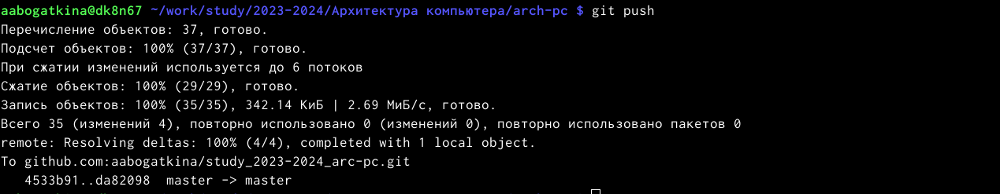 aabogatkina@dk8n67 ~/work/study/2023-2024/Архитектура компьютера/arch-pc $ git push
Перечисление объектов: 37, готово.
Подсчет объектов: 100% (37/37), готово.
При сжатии изменений используется до 6 потоков
Сжатие объектов: 100% (29/29), готово.
Запись объектов: 100% (35/35), 342.14 КиБ | 2.69 МиБ/с, готово.
Всего 35 (изменений 4), повторно использовано 0 (изменений 0), повторно использовано пакетов 0
remote: Resolving deltas: 100% (4/4), completed with 1 local object.
To github.com:aabogatkina/study_2023-2024_arc-pc.git
   4533b91..da82098  master -> master